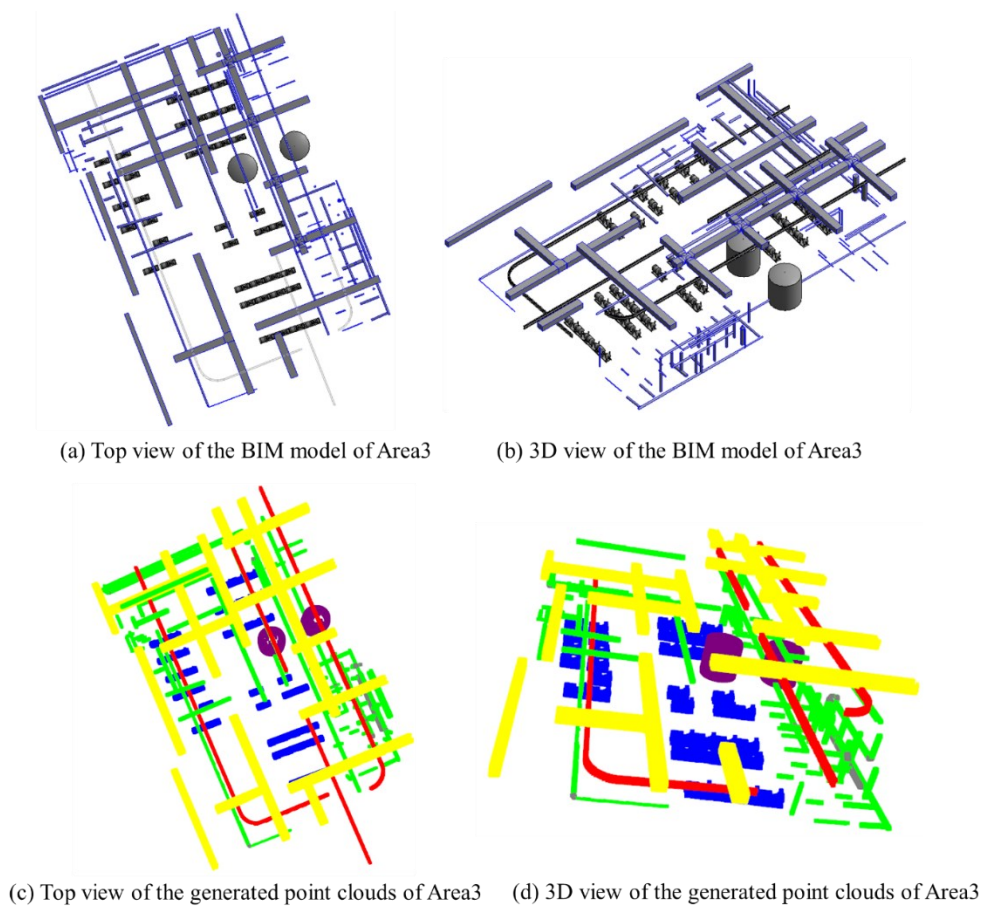 (a) Top view of the BIM model of Area3
(b) 3D view of the BIM model of Area3
(c) Top view of the generated point clouds of Area3
(d) 3D view of the generated point clouds of Area3